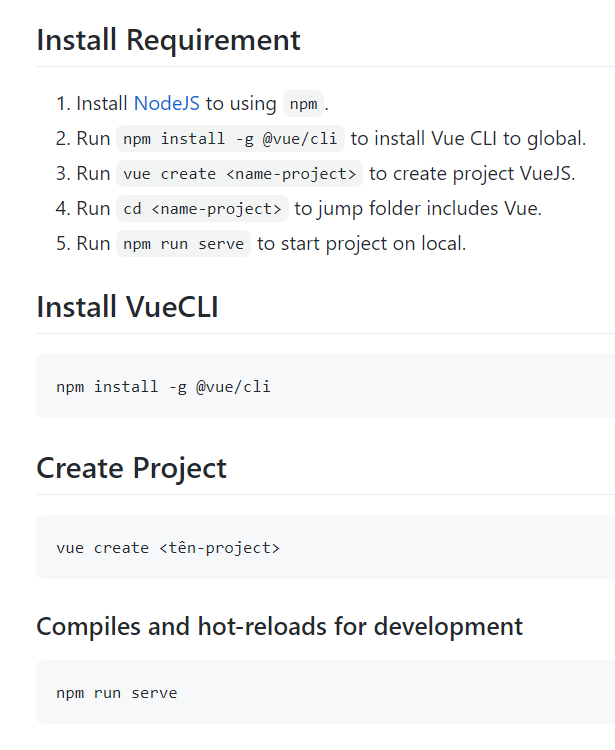 Install Requirement
1. Install NodeJS to using npm.
2. Run npm install -g @vue/cli to install Vue CLI to global.
3. Run vue create <name-project> to create project VueJS.
4. Run cd <name-project> to jump folder includes Vue.
5. Run npm run serve to start project on local.
Install VueCLI
npm install -g @vue/cli
Create Project
vue create <tên-project>
Compiles and hot-reloads for development
npm run serve